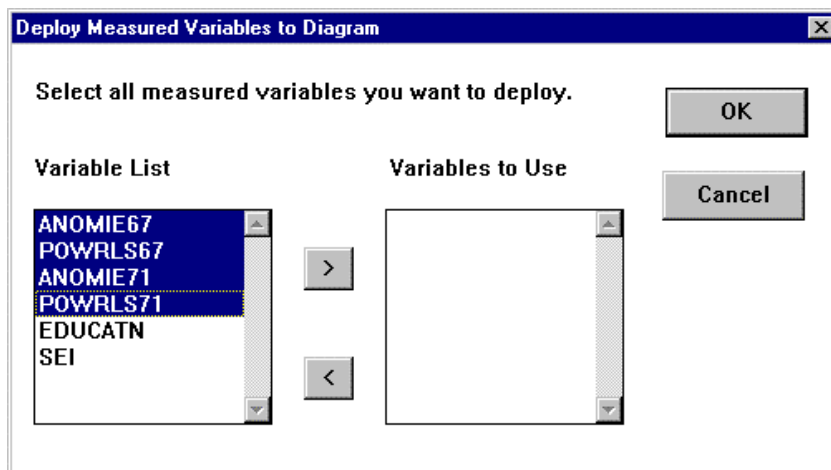 Deploy Measured Variables to Diagram
Select all measured variables you want to deploy.
OK
Cancel
Variable List
Variables to Use
ANOMIE67
POWRLS67
ANOMIE71
POWRLS71
EDUCATN
SEI
>
<